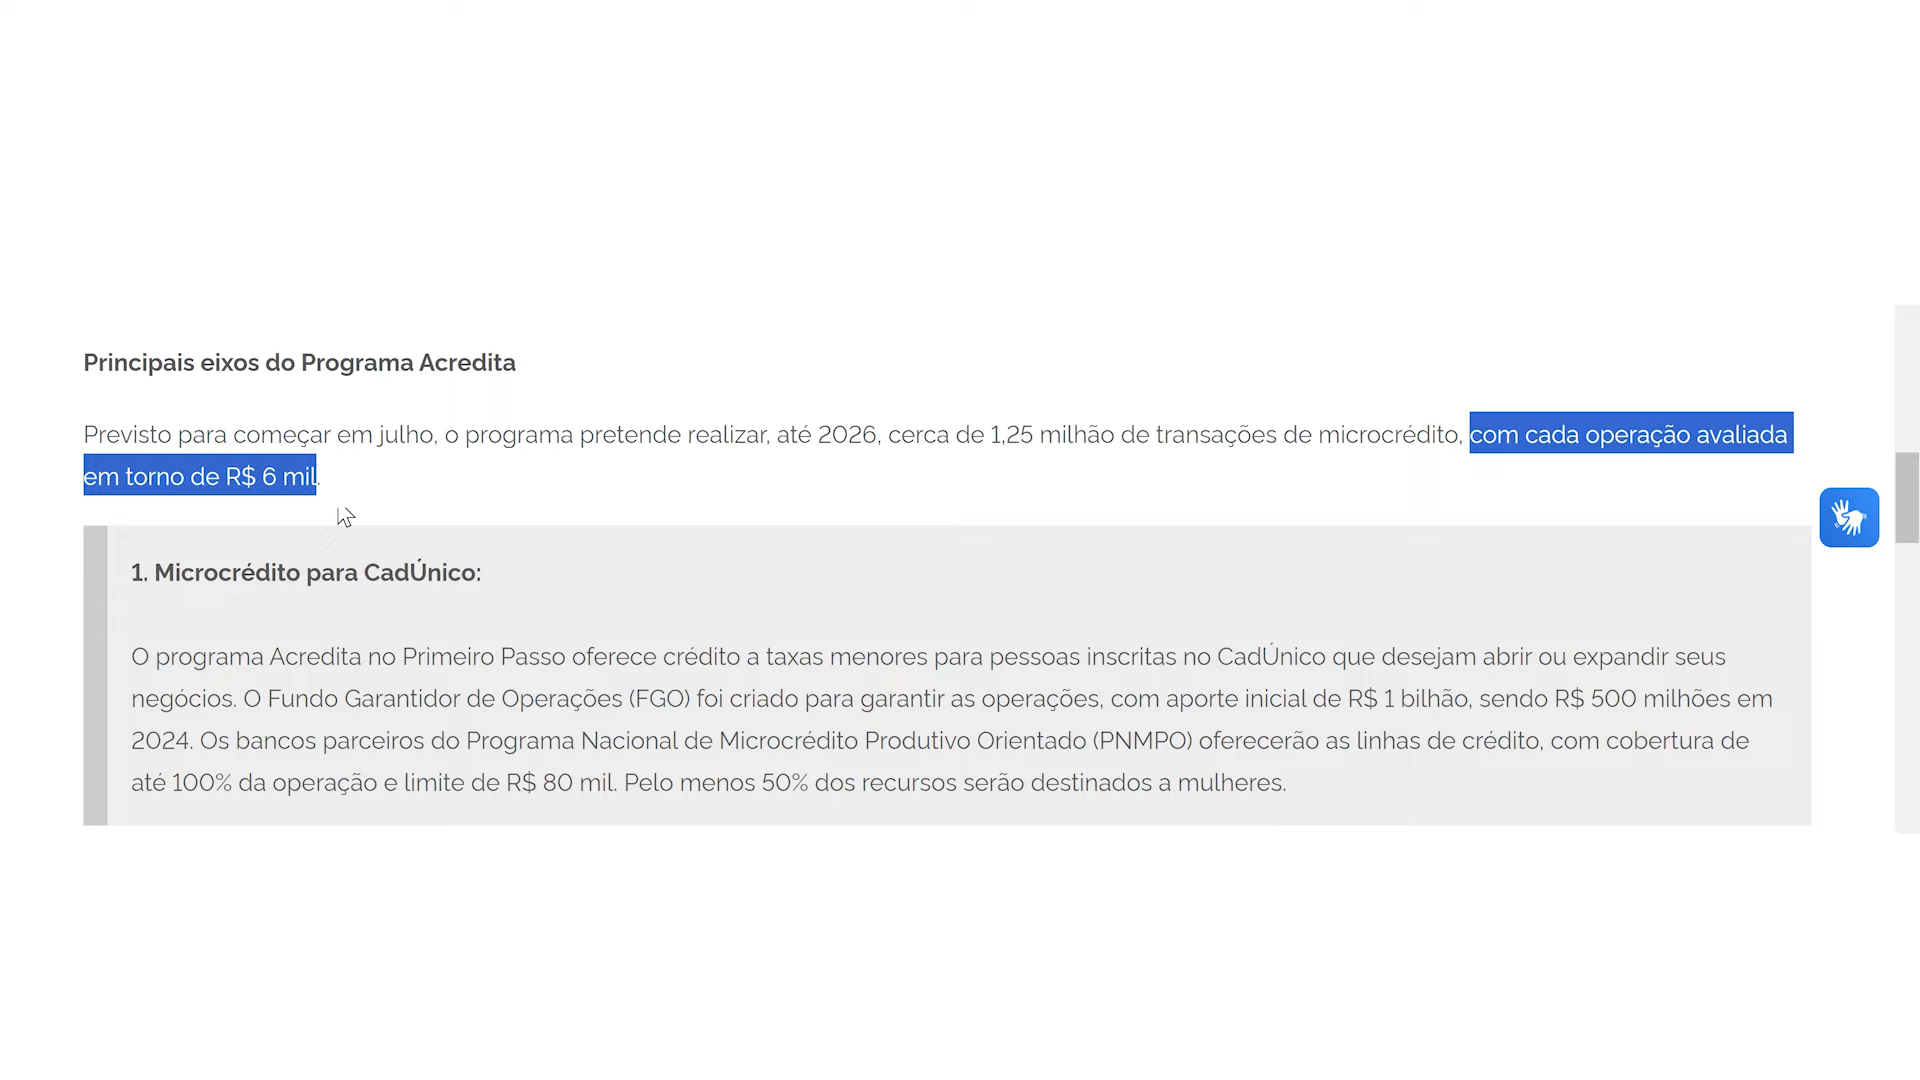 Principais eixos do Programa Acredita
Previsto para começar em julho, o programa pretende realizar, até 2026, cerca de 1,25 milhão de transações de microcrédito, com cada operação avaliada
em torno de R$ 6 mil.
1. Microcrédito para CadÚnico:
O programa Acredita no Primeiro Passo oferece crédito a taxas menores para pessoas inscritas no CadÚnico que desejam abrir ou expandir seus
negócios. O Fundo Garantidor de Operações (FGO) foi criado para garantir as operações, com aporte inicial de R$ 1 bilhão, sendo R$ 500 milhões em
2024. Os bancos parceiros do Programa Nacional de Microcrédito Produtivo Orientado (PNMPO) oferecerão as linhas de crédito, com cobertura de
até 100% da operação e limite de R$ 80 mil. Pelo menos 50% dos recursos serão destinados a mulheres.